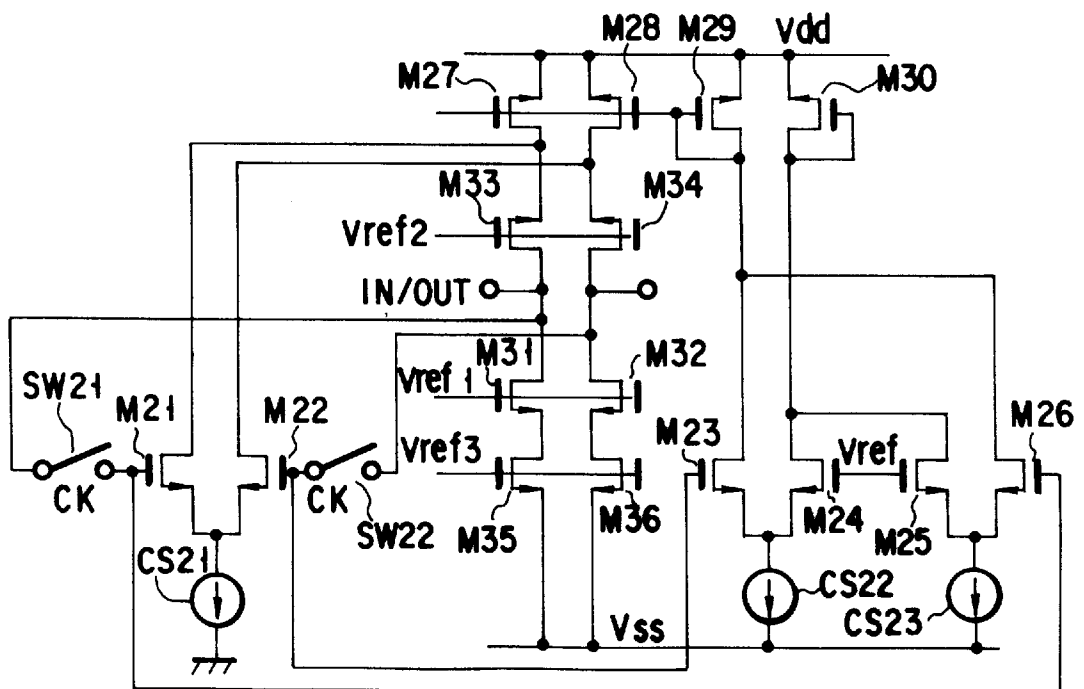 M28 M29 Vdd
M27 M30
M33 M34
Vref2
IN/OUT
M31 M32
SW21 Vref1
M21 M22 M23 M26
Vref3 Vref
CK CK
SW22 M35 M36 M24 M25
CS21 CS22
CS23
Vss